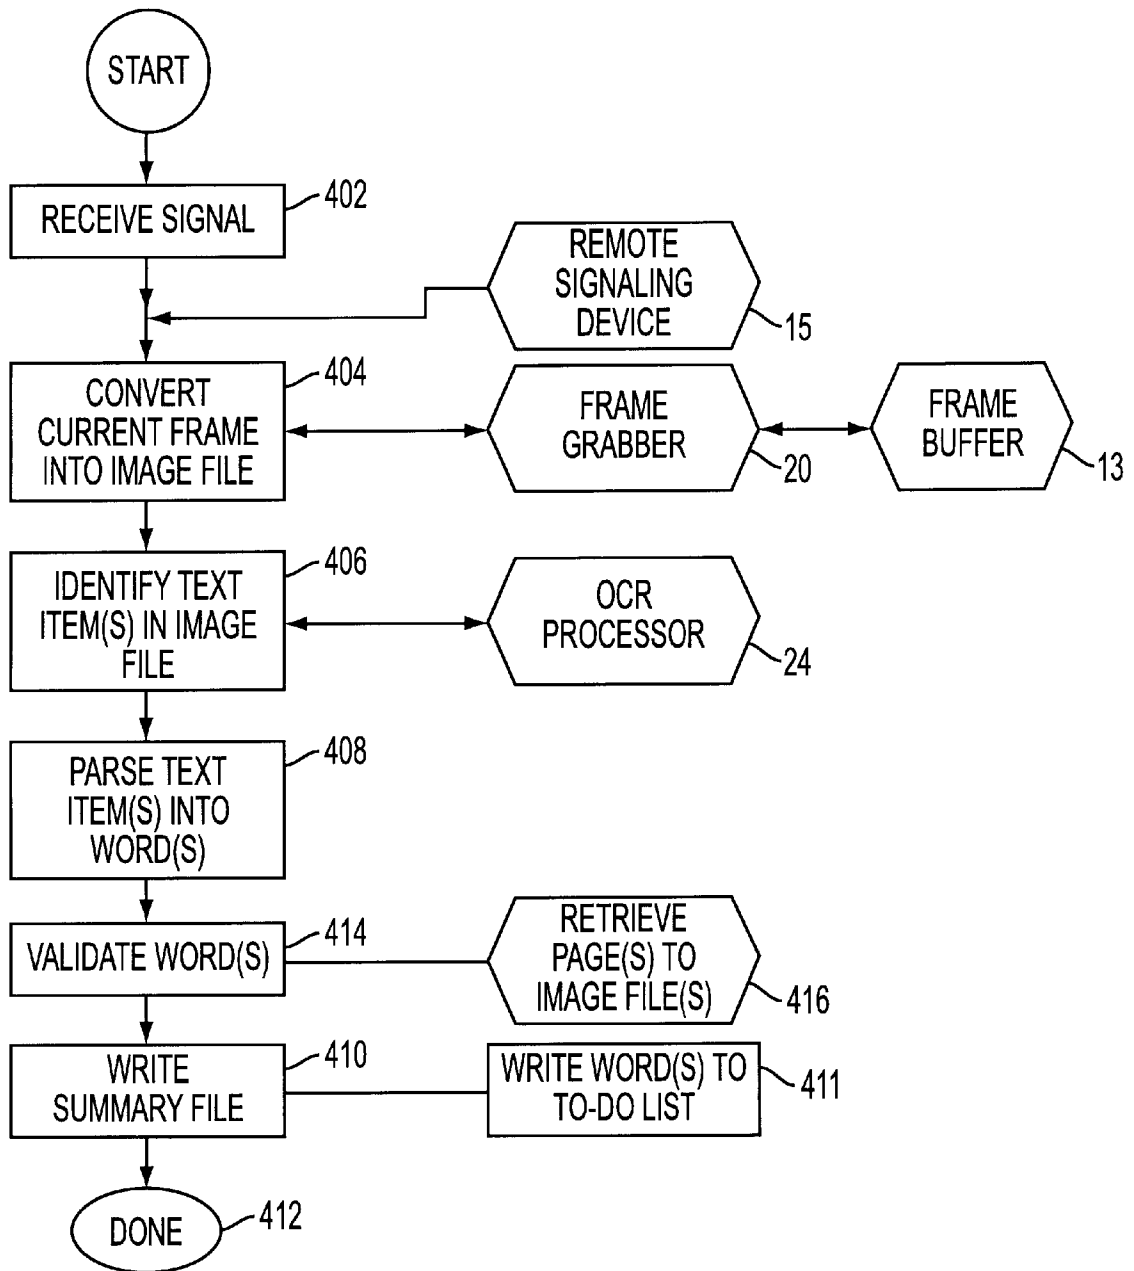 START
RECEIVE SIGNAL
402
REMOTE
SIGNALING
DEVICE
15
CONVERT
CURRENT FRAME
INTO IMAGE FILE
404
FRAME
GRABBER
20
FRAME
BUFFER
13
IDENTIFY TEXT
ITEM(S) IN IMAGE
FILE
406
OCR
PROCESSOR
24
PARSE TEXT
ITEM(S) INTO
WORD(S)
408
VALIDATE WORD(S)
414
RETRIEVE
PAGE(S) TO
IMAGE FILE(S)
416
WRITE
SUMMARY FILE
410
WRITE WORD(S) TO
TO-DO LIST
411
DONE
412